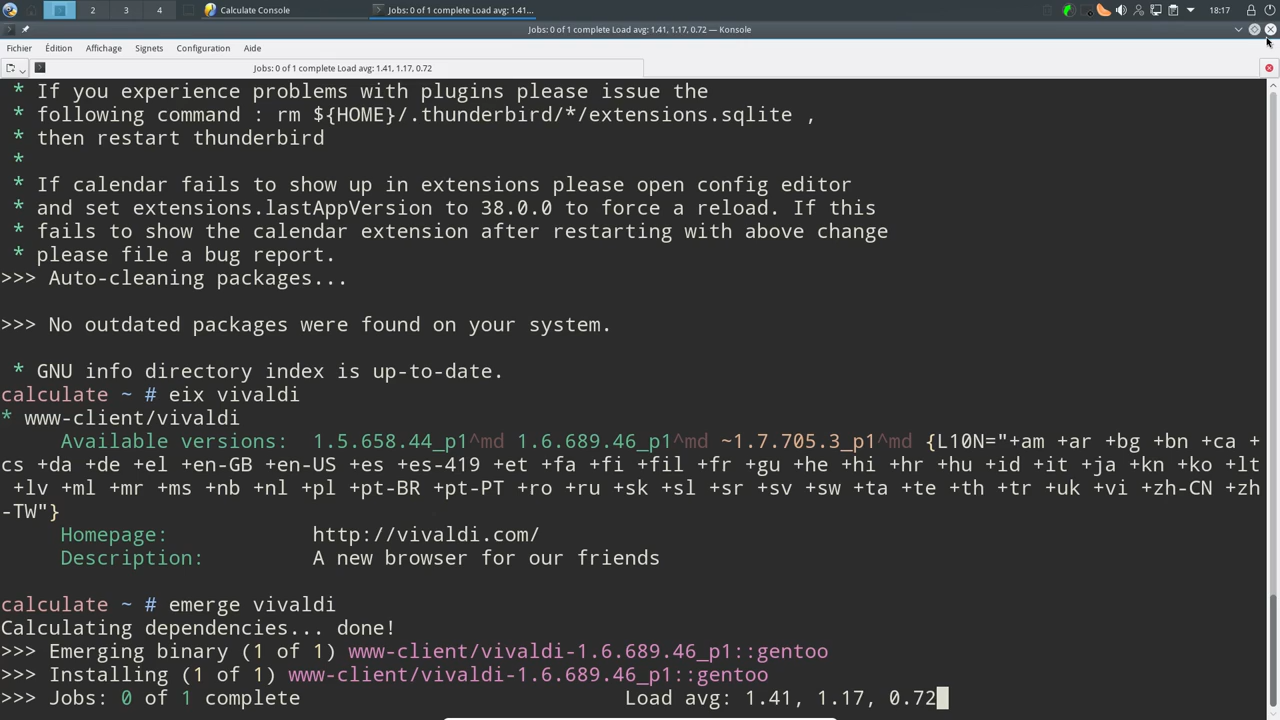 2
3
4
Calculate Console
Jobs: 0 of 1 complete Load avg: 1.41...
18:17
Jobs: 0 of 1 complete Load avg: 1.41, 1.17, 0.72 — Konsole
Fichier Édition Affichage Signets Configuration Aide
Jobs: 0 of 1 complete Load avg: 1.41, 1.17, 0.72
* If you experience problems with plugins please issue the
* following command : rm ${HOME}/.thunderbird/*/extensions.sqlite ,
* then restart thunderbird
*
* If calendar fails to show up in extensions please open config editor
* and set extensions.lastAppVersion to 38.0.0 to force a reload. If this
* fails to show the calendar extension after restarting with above change
* please file a bug report.
>>> Auto-cleaning packages...
>>> No outdated packages were found on your system.
* GNU info directory index is up-to-date.
calculate ~ # eix vivaldi
* www-client/vivaldi
Available versions: 1.5.658.44_p1^md 1.6.689.46_p1^md ~1.7.705.3_p1^md {L10N="+am +ar +bg +bn +ca +
cs +da +de +el +en-GB +en-US +es +es-419 +et +fa +fi +fil +fr +gu +he +hi +hr +hu +id +it +ja +kn +ko +lt
+lv +ml +mr +ms +nb +nl +pl +pt-BR +pt-PT +ro +ru +sk +sl +sr +sv +sw +ta +te +th +tr +uk +vi +zh-CN +zh
-TW"}
Homepage: http://vivaldi.com/
Description: A new browser for our friends
calculate ~ # emerge vivaldi
Calculating dependencies... done!
>>> Emerging binary (1 of 1) www-client/vivaldi-1.6.689.46_p1::gentoo
>>> Installing (1 of 1) www-client/vivaldi-1.6.689.46_p1::gentoo
>>> Jobs: 0 of 1 complete Load avg: 1.41, 1.17, 0.72